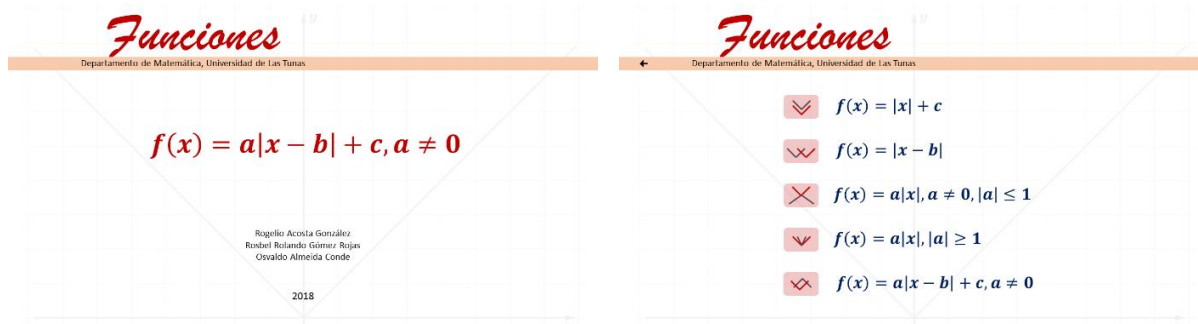 Funciones
Departamento de Matemática, Universidad de Las Tunas
f(x) = a|x − b| + c, a ≠ 0
Rogelio Acosta González
Rosbel Rolando Gómez Rojas
Osvaldo Almeida Conde
2018
Funciones
Departamento de Matemática, Universidad de Las Tunas
f(x) = |x| + c
f(x) = |x − b|
f(x) = a|x|, a ≠ 0, |a| ≤ 1
f(x) = a|x|, |a| ≥ 1
f(x) = a|x − b| + c, a ≠ 0